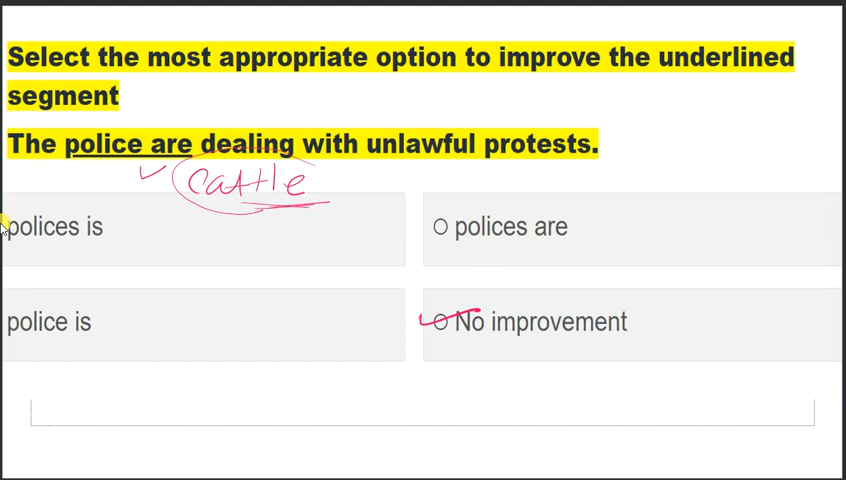 Select the most appropriate option to improve the underlined
segment
The police are dealing with unlawful protests.
cattle
polices is
polices are
police is
No improvement